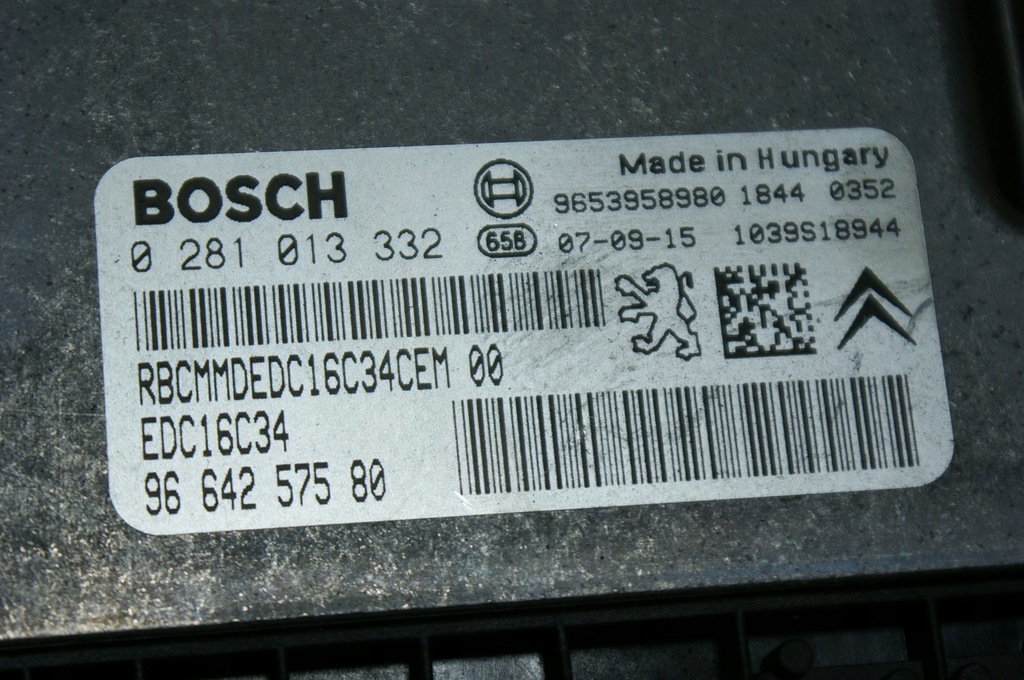 BOSCH
Made in Hungary
9653958980 1844 0352
0 281 013 332
65B 07-09-15 1039S18944
RBCMMDEDC16C34CEM 00
EDC16C34
96 642 575 80